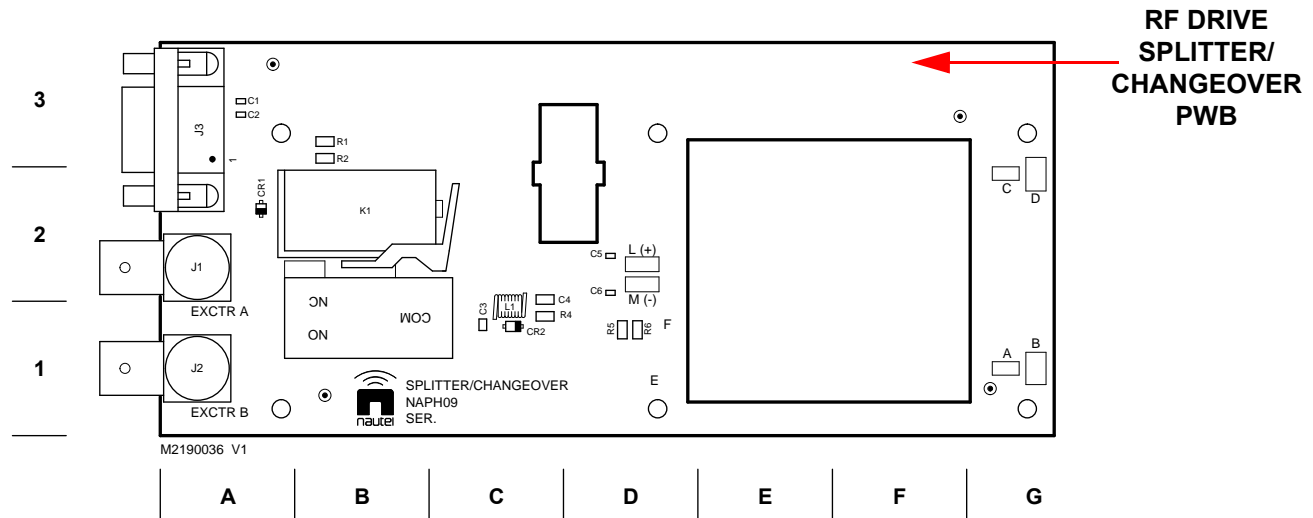 RF DRIVE
SPLITTER/
CHANGEOVER
PWB
3
J3
1
C1
C2
R1
R2
C
D
CR1
K1
2
J1
EXCTR A
C5
L (+)
C6
M (-)
NC
NO
COM
C3
L1
CR2
C4
R4
R5
R6
F
E
A
B
1
J2
EXCTR B
nautel
SPLITTER/CHANGEOVER
NAPH09
SER.
M2190036 V1
A B C D E F G